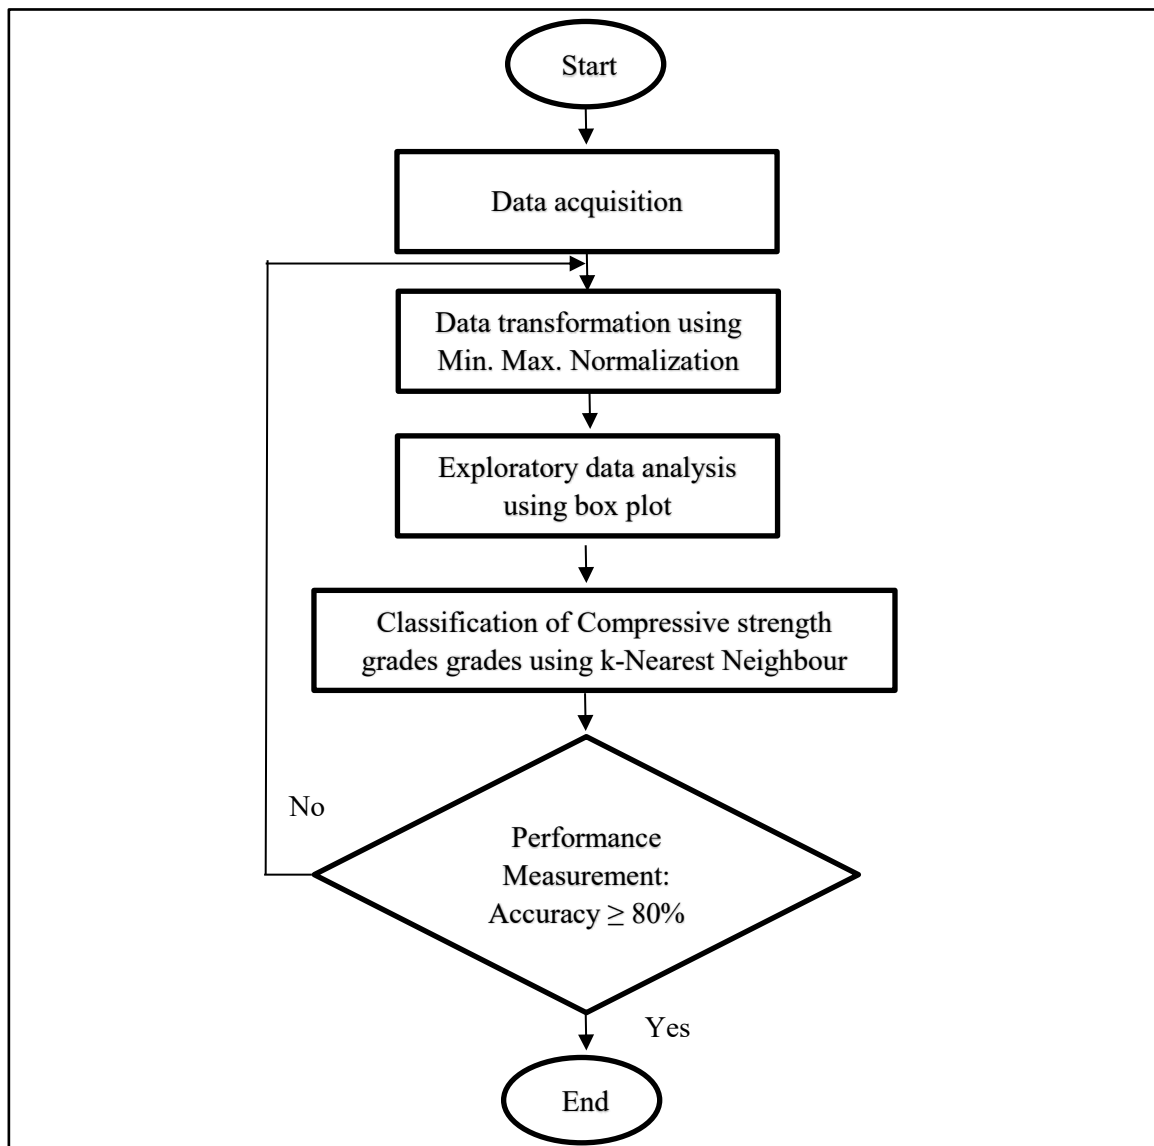 Start
Data acquisition
Data transformation using
Min. Max. Normalization
Exploratory data analysis
using box plot
Classification of Compressive strength
grades grades using k-Nearest Neighbour
No
Performance
Measurement:
Accuracy ≥ 80%
Yes
End